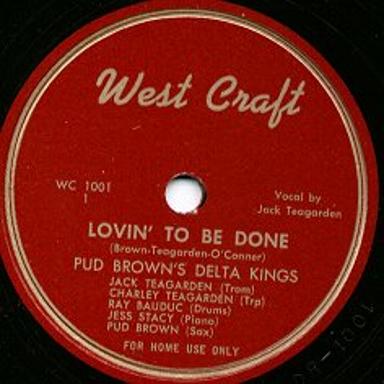 West Craft
WC 1001
1
Vocal by
Jack Teagarden
LOVIN' TO BE DONE
(Brown-Teagarden-O'Conner)
PUD BROWN'S DELTA KINGS
JACK TEAGARDEN (Trom)
CHARLEY TEAGARDEN (Trp)
RAY BAUDUC (Drums)
JESS STACY (Piano)
PUD BROWN (Sax)
FOR HOME USE ONLY